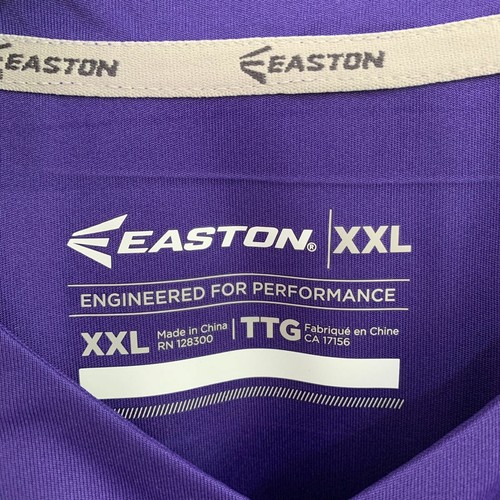 EASTON EASTON
EASTON® XXL
ENGINEERED FOR PERFORMANCE
XXL Made in China RN 128300 TTG Fabriqué en Chine CA 17156